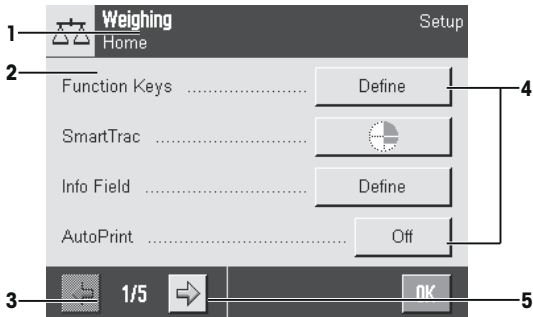 Weighing
Setup
1
Home
2
Function Keys ........................ Define
4
SmartTrac ..............................
Info Field ................................ Define
AutoPrint ....................................... Off
3
1/5
OK
5